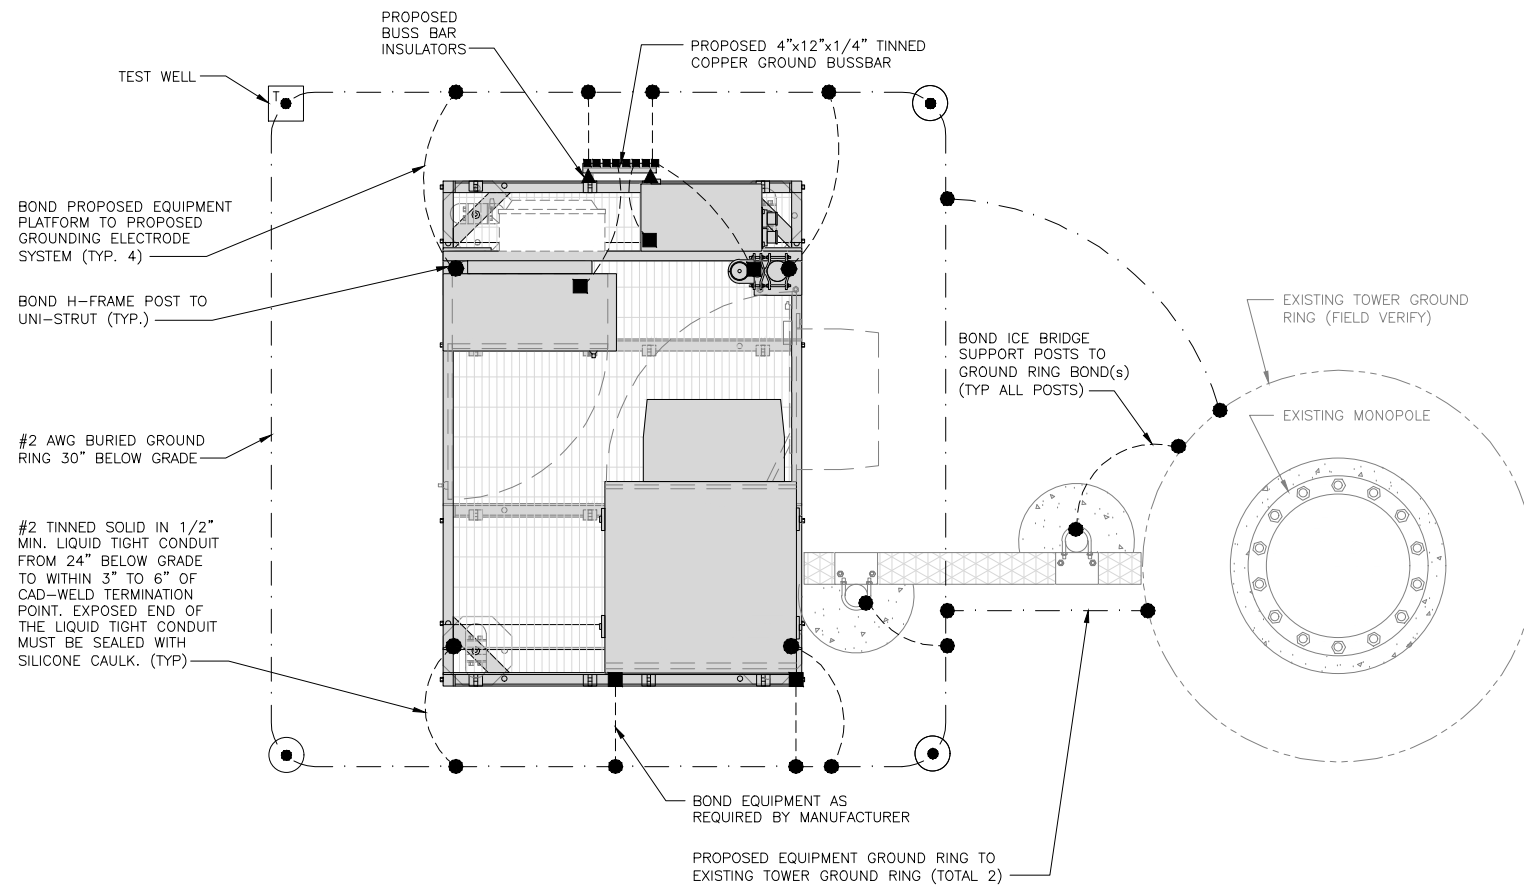 PROPOSED
BUSS BAR
INSULATORS
PROPOSED 4”x12”x1/4” TINNED
COPPER GROUND BUSSBAR
TEST WELL
T
BOND PROPOSED EQUIPMENT
PLATFORM TO PROPOSED
GROUNDING ELECTRODE
SYSTEM (TYP. 4)
BOND H-FRAME POST TO
UNI-STRUT (TYP.)
EXISTING TOWER GROUND
RING (FIELD VERIFY)
BOND ICE BRIDGE
SUPPORT POSTS TO
GROUND RING BOND(s)
(TYP ALL POSTS)
EXISTING MONOPOLE
#2 AWG BURIED GROUND
RING 30” BELOW GRADE
#2 TINNED SOLID IN 1/2”
MIN. LIQUID TIGHT CONDUIT
FROM 24” BELOW GRADE
TO WITHIN 3” TO 6” OF
CAD-WELD TERMINATION
POINT. EXPOSED END OF
THE LIQUID TIGHT CONDUIT
MUST BE SEALED WITH
SILICONE CAULK. (TYP)
BOND EQUIPMENT AS
REQUIRED BY MANUFACTURER
PROPOSED EQUIPMENT GROUND RING TO
EXISTING TOWER GROUND RING (TOTAL 2)